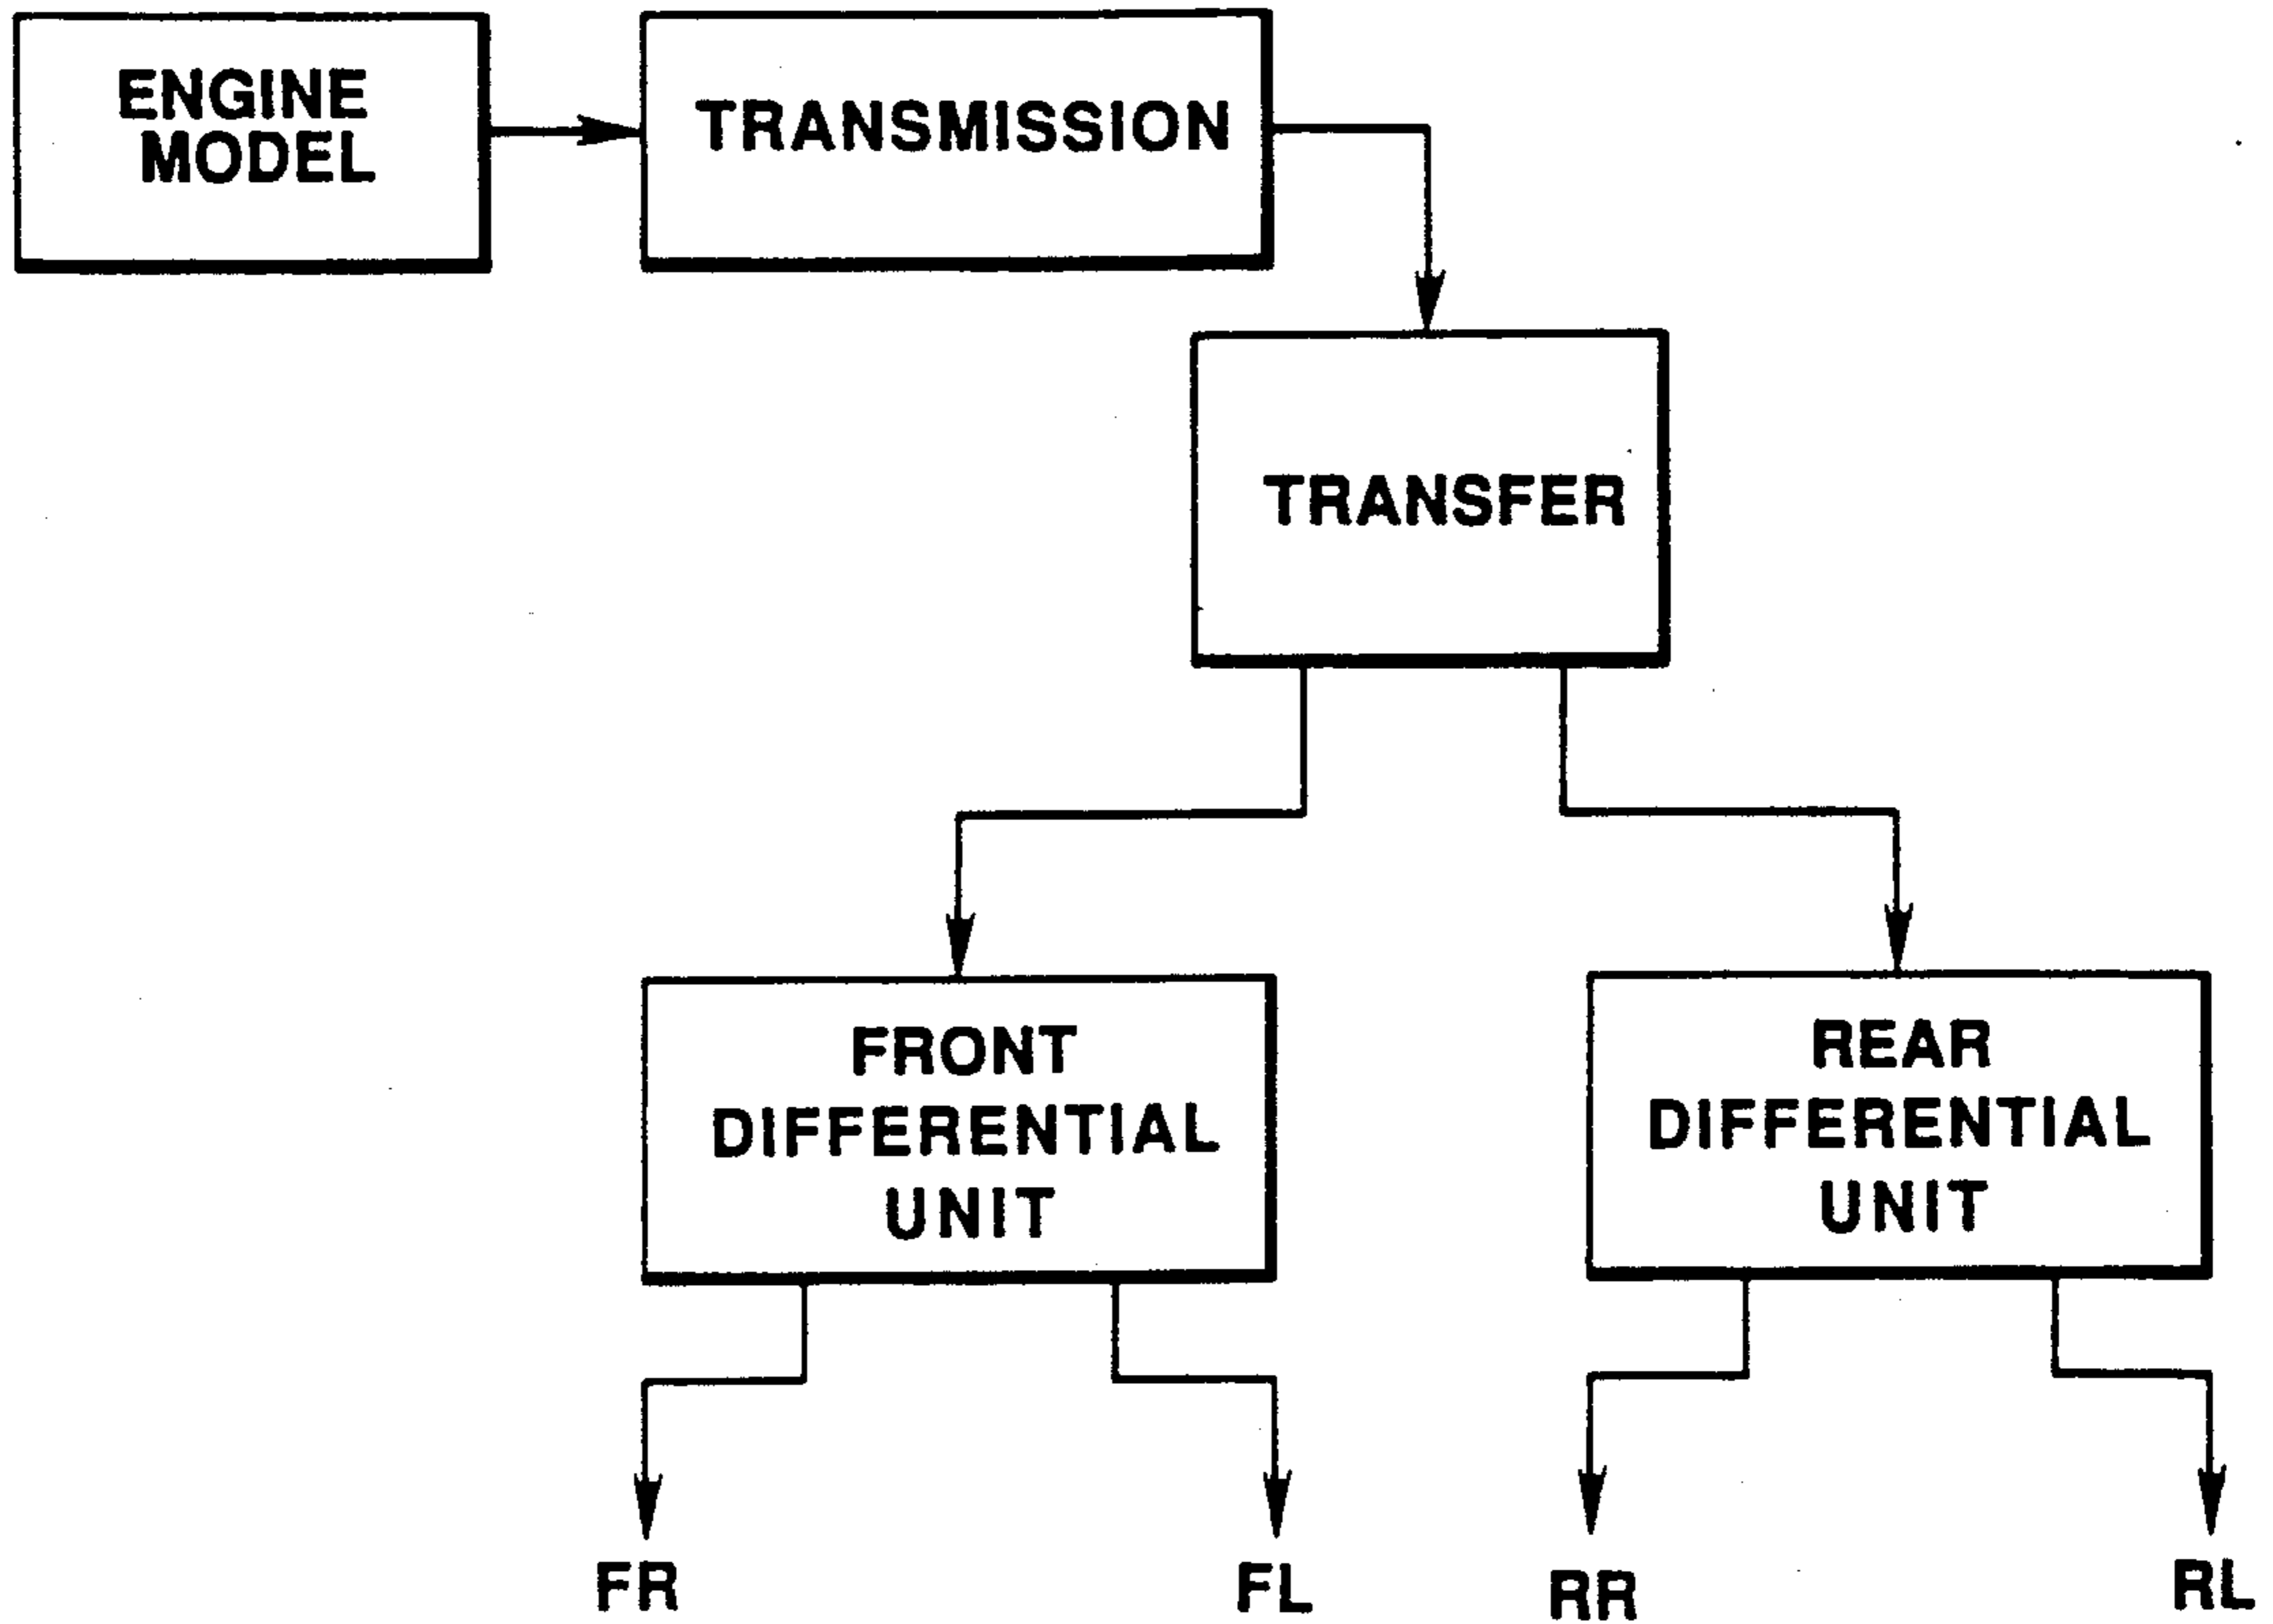 ENGINE
MODEL
TRANSMISSION
TRANSFER
FRONT
DIFFERENTIAL
UNIT
REAR
DIFFERENTIAL
UNIT
FR
FL
RR
RL